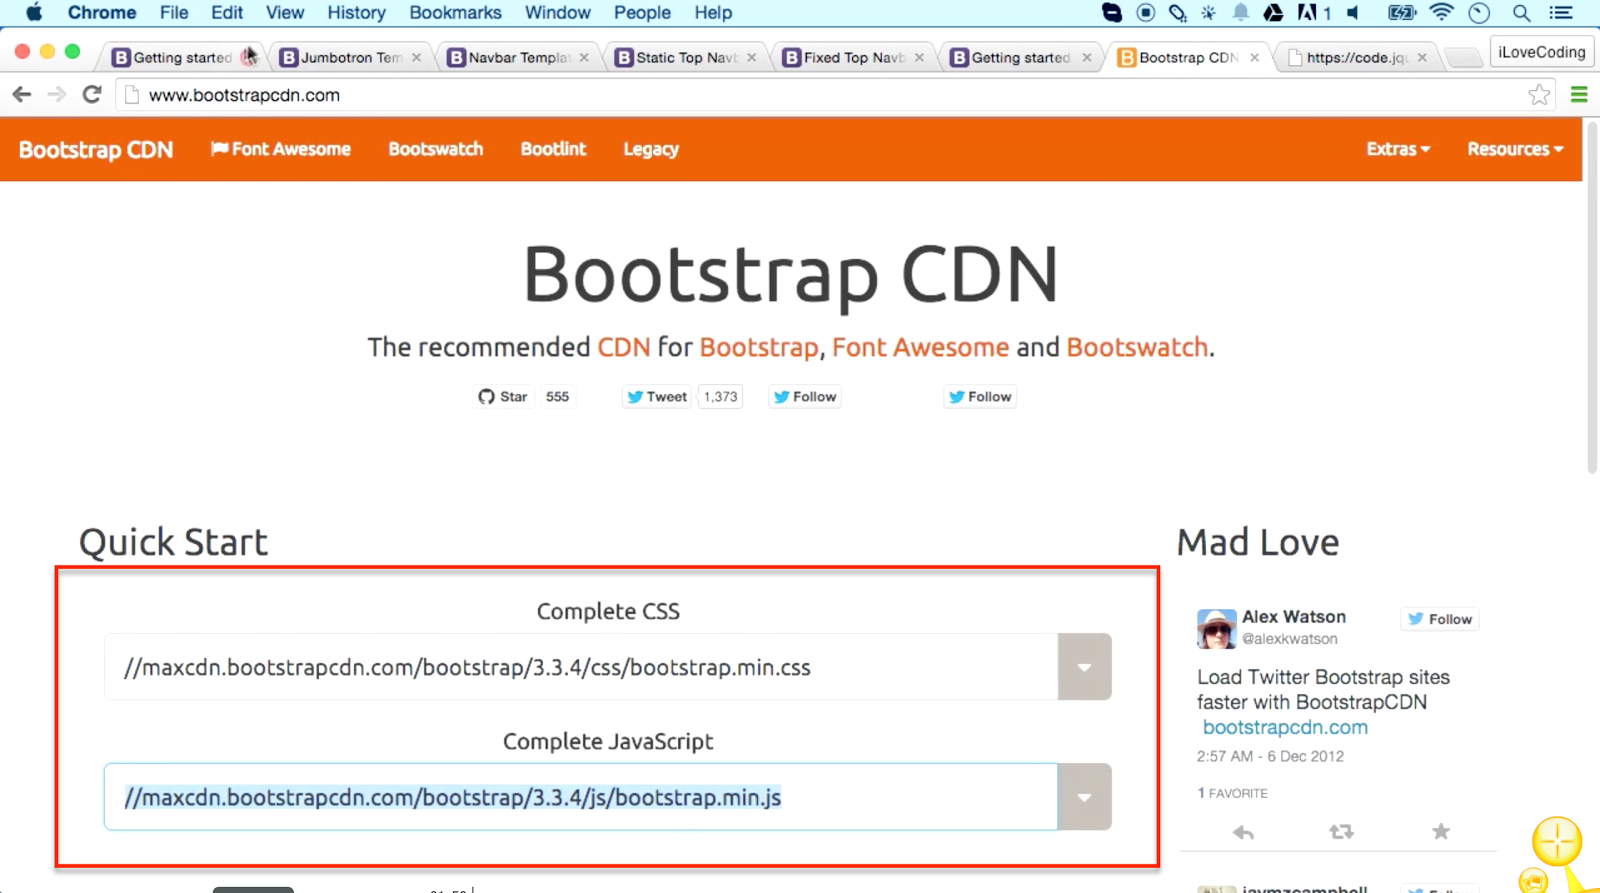 Chrome File Edit View History Bookmarks Window People Help 1
Getting started Jumbotron Tem Navbar Templat Static Top Navb Fixed Top Navb Getting started Bootstrap CDN https://code.jqu iLoveCoding
www.bootstrapcdn.com
Bootstrap CDN Font Awesome Bootswatch Bootlint Legacy Extras Resources
Bootstrap CDN
The recommended CDN for Bootstrap, Font Awesome and Bootswatch.
Star 555 Tweet 1,373 Follow Follow
Quick Start
Complete CSS
//maxcdn.bootstrapcdn.com/bootstrap/3.3.4/css/bootstrap.min.css
Complete JavaScript
//maxcdn.bootstrapcdn.com/bootstrap/3.3.4/js/bootstrap.min.js
Mad Love
Alex Watson Follow
@alexkwatson
Load Twitter Bootstrap sites
faster with BootstrapCDN
bootstrapcdn.com
2:57 AM - 6 Dec 2012
1 FAVORITE
jaymzcampbell Follow